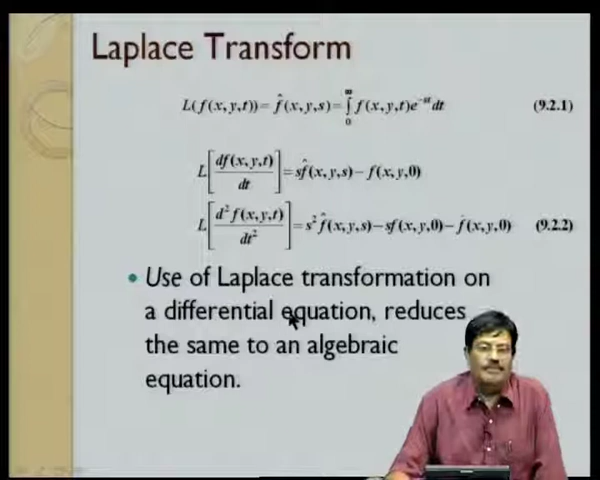 Laplace Transform
L(f(x,y,t)) = f̂(x,y,s) = ∫₀^∞ f(x,y,t)e^{-st}dt (9.2.1)
L[df(x,y,t)/dt] = sf̂(x,y,s) − f(x,y,0)
L[d²f(x,y,t)/dt²] = s²f̂(x,y,s) − sf(x,y,0) − ḟ(x,y,0) (9.2.2)
• Use of Laplace transformation on
a differential equation, reduces
the same to an algebraic
equation.